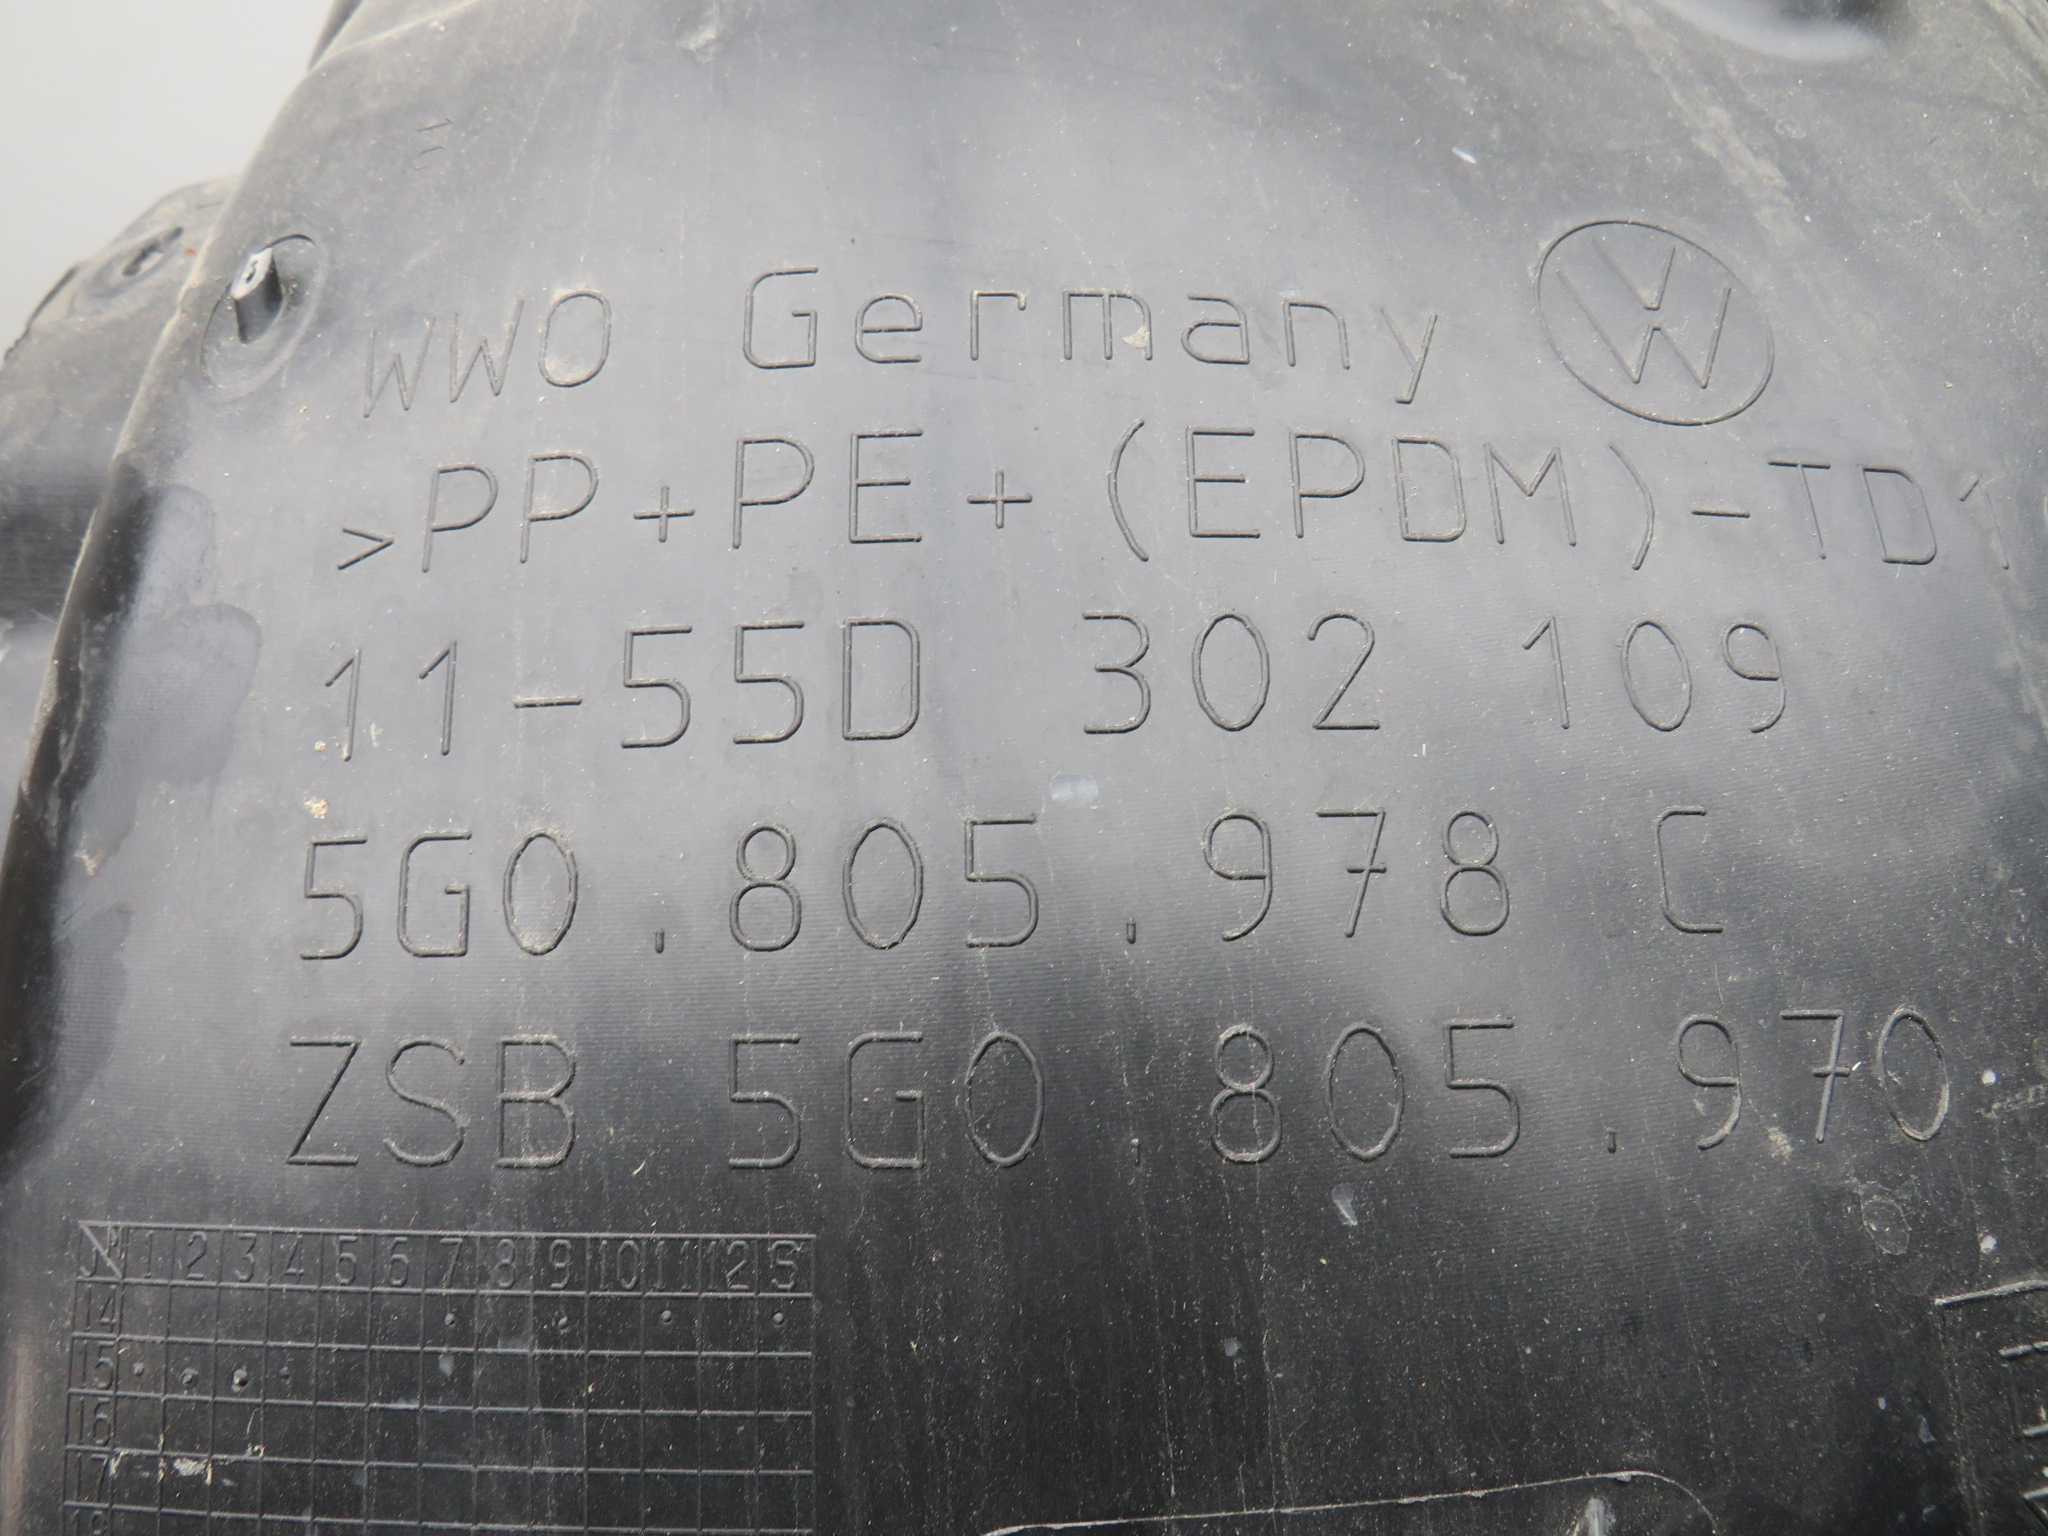 WWO Germany
>PP+PE+(EPDM)-TD1
11-55D 302 109
5G0.805.978 C
ZSB 5G0.805.970
J M 1 2 3 4 5 6 7 8 9 10 11 12 S
14
15
16
17
18